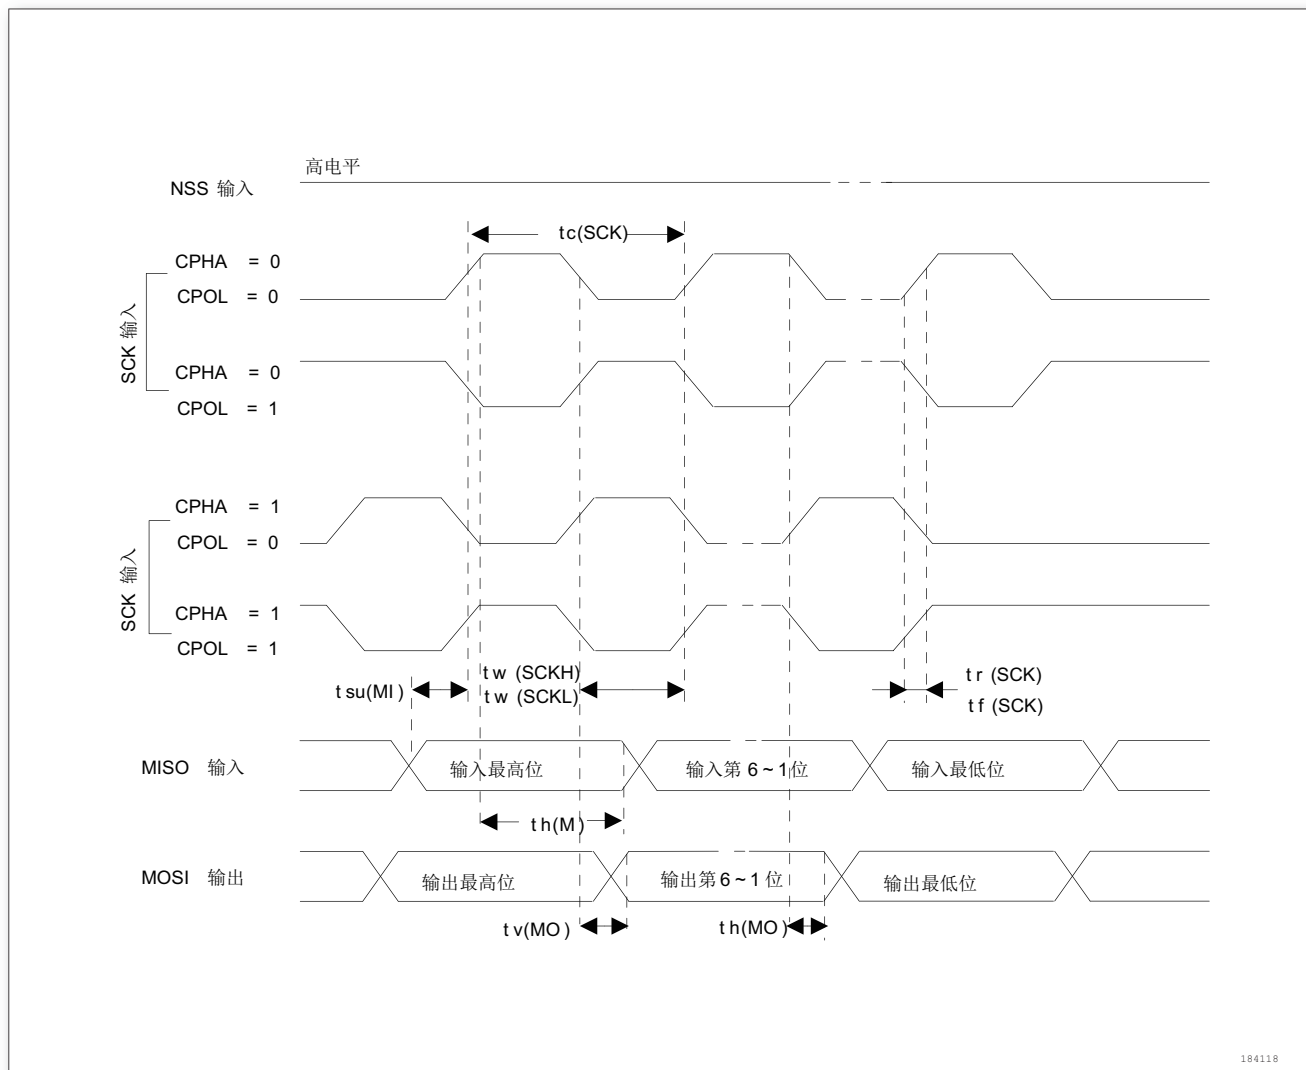 高电平
NSS 输入
tc(SCK)
CPHA = 0
CPOL = 0
SCK 输入
CPHA = 0
CPOL = 1
CPHA = 1
CPOL = 0
SCK 输入
CPHA = 1
CPOL = 1
tsu(MI)
tw (SCKH)
tw (SCKL)
tr (SCK)
tf (SCK)
MISO 输入
输入最高位
输入第 6~1位
输入最低位
th(M)
MOSI 输出
输出最高位
输出第 6~1 位
输出最低位
tv(MO)
th(MO)
184118